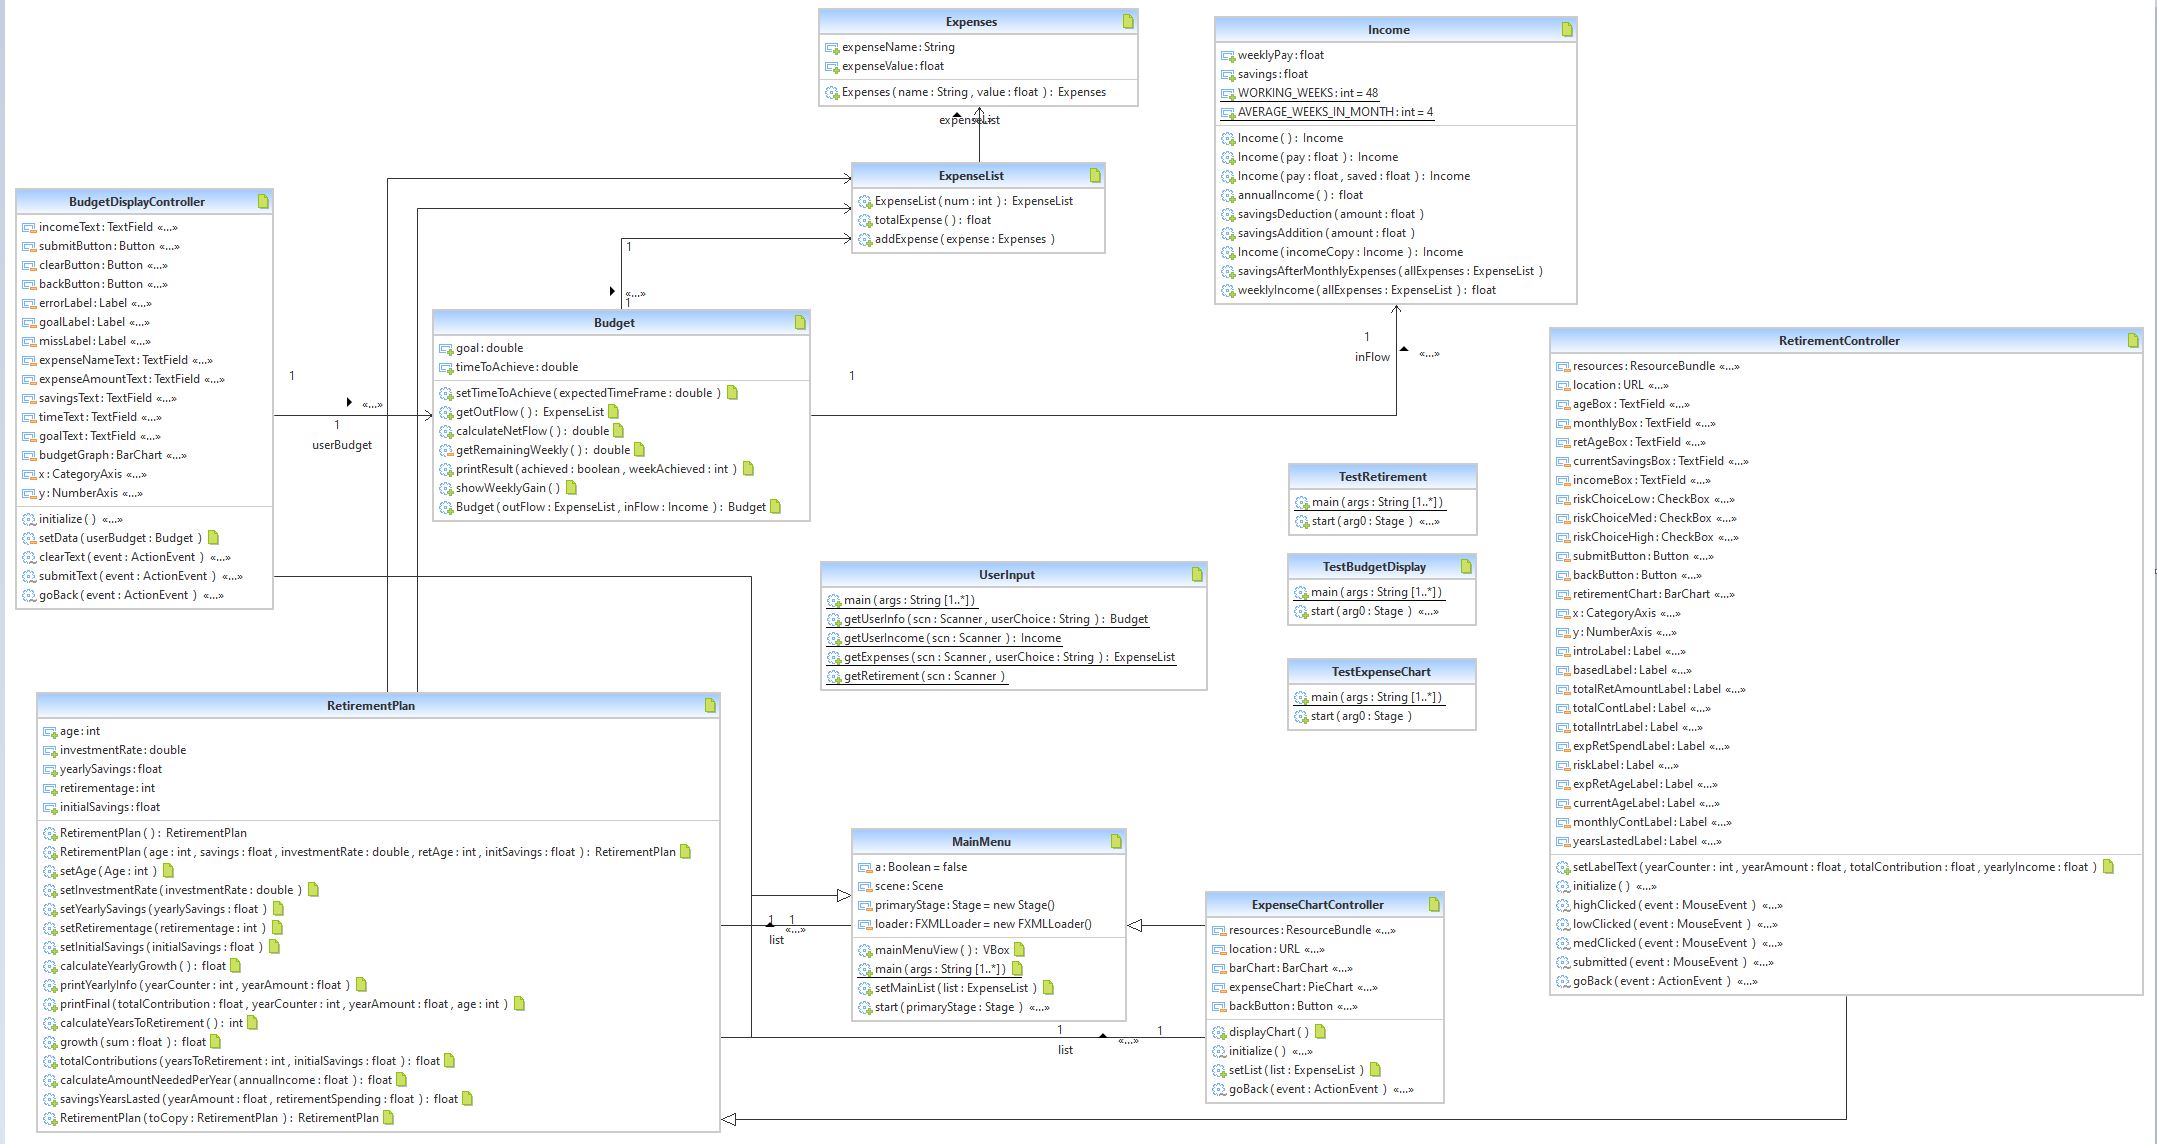 Expenses
expenseName : String
expenseValue : float
Expenses ( name : String , value : float ) : Expenses
expenseList
Income
weeklyPay : float
savings : float
WORKING_WEEKS : int = 48
AVERAGE_WEEKS_IN_MONTH : int = 4
Income ( ) : Income
Income ( pay : float ) : Income
Income ( pay : float , saved : float ) : Income
annualIncome ( ) : float
savingsDeduction ( amount : float )
savingsAddition ( amount : float )
Income ( incomeCopy : Income ) : Income
savingsAfterMonthlyExpenses ( allExpenses : ExpenseList )
weeklyIncome ( allExpenses : ExpenseList ) : float
ExpenseList
ExpenseList ( num : int ) : ExpenseList
totalExpense ( ) : float
addExpense ( expense : Expenses )
BudgetDisplayController
incomeText : TextField «...»
submitButton : Button «...»
clearButton : Button «...»
backButton : Button «...»
errorLabel : Label «...»
goalLabel : Label «...»
missLabel : Label «...»
expenseNameText : TextField «...»
expenseAmountText : TextField «...»
savingsText : TextField «...»
timeText : TextField «...»
goalText : TextField «...»
budgetGraph : BarChart «...»
x : CategoryAxis «...»
y : NumberAxis «...»
initialize ( ) «...»
setData ( userBudget : Budget )
clearText ( event : ActionEvent ) «...»
submitText ( event : ActionEvent ) «...»
goBack ( event : ActionEvent ) «...»
1
«...»
1
userBudget
1
«...»
1
Budget
goal : double
timeToAchieve : double
setTimeToAchieve ( expectedTimeFrame : double )
getOutFlow ( ) : ExpenseList
calculateNetFlow ( ) : double
getRemainingWeekly ( ) : double
printResult ( achieved : boolean , weekAchieved : int )
showWeeklyGain ( )
Budget ( outFlow : ExpenseList , inFlow : Income ) : Budget
1
1
inFlow
«...»
RetirementController
resources : ResourceBundle «...»
location : URL «...»
ageBox : TextField «...»
monthlyBox : TextField «...»
retAgeBox : TextField «...»
currentSavingsBox : TextField «...»
incomeBox : TextField «...»
riskChoiceLow : CheckBox «...»
riskChoiceMed : CheckBox «...»
riskChoiceHigh : CheckBox «...»
submitButton : Button «...»
backButton : Button «...»
retirementChart : BarChart «...»
x : CategoryAxis «...»
y : NumberAxis «...»
introLabel : Label «...»
basedLabel : Label «...»
totalRetAmountLabel : Label «...»
totalContLabel : Label «...»
totalIntrLabel : Label «...»
expRetSpendLabel : Label «...»
riskLabel : Label «...»
expRetAgeLabel : Label «...»
currentAgeLabel : Label «...»
monthlyContLabel : Label «...»
yearsLastedLabel : Label «...»
setLabelText ( yearCounter : int , yearAmount : float , totalContribution : float , yearlyIncome : float )
initialize ( ) «...»
highClicked ( event : MouseEvent ) «...»
lowClicked ( event : MouseEvent ) «...»
medClicked ( event : MouseEvent ) «...»
submitted ( event : MouseEvent ) «...»
goBack ( event : ActionEvent ) «...»
TestRetirement
main ( args : String [1..*] )
start ( arg0 : Stage ) «...»
TestBudgetDisplay
main ( args : String [1..*] )
start ( arg0 : Stage ) «...»
TestExpenseChart
main ( args : String [1..*] )
start ( arg0 : Stage )
UserInput
main ( args : String [1..*] )
getUserInfo ( scn : Scanner , userChoice : String ) : Budget
getUserIncome ( scn : Scanner ) : Income
getExpenses ( scn : Scanner , userChoice : String ) : ExpenseList
getRetirement ( scn : Scanner )
RetirementPlan
age : int
investmentRate : double
yearlySavings : float
retirementage : int
initialSavings : float
RetirementPlan ( ) : RetirementPlan
RetirementPlan ( age : int , savings : float , investmentRate : double , retAge : int , initSavings : float ) : RetirementPlan
setAge ( Age : int )
setInvestmentRate ( investmentRate : double )
setYearlySavings ( yearlySavings : float )
setRetirementage ( retirementage : int )
setInitialSavings ( initialSavings : float )
calculateYearlyGrowth ( ) : float
printYearlyInfo ( yearCounter : int , yearAmount : float )
printFinal ( totalContribution : float , yearCounter : int , yearAmount : float , age : int )
calculateYearsToRetirement ( ) : int
growth ( sum : float ) : float
totalContributions ( yearsToRetirement : int , initialSavings : float ) : float
calculateAmountNeededPerYear ( annualIncome : float ) : float
savingsYearsLasted ( yearAmount : float , retirementSpending : float ) : float
RetirementPlan ( toCopy : RetirementPlan ) : RetirementPlan
MainMenu
a : Boolean = false
scene : Scene
primaryStage : Stage = new Stage()
loader : FXMLLoader = new FXMLLoader()
mainMenuView ( ) : VBox
main ( args : String [1..*] )
setMainList ( list : ExpenseList )
start ( primaryStage : Stage ) «...»
1 1
«...»
list
ExpenseChartController
resources : ResourceBundle «...»
location : URL «...»
barChart : BarChart «...»
expenseChart : PieChart «...»
backButton : Button «...»
displayChart ( )
initialize ( ) «...»
setList ( list : ExpenseList )
goBack ( event : ActionEvent ) «...»
1 1
«...»
list